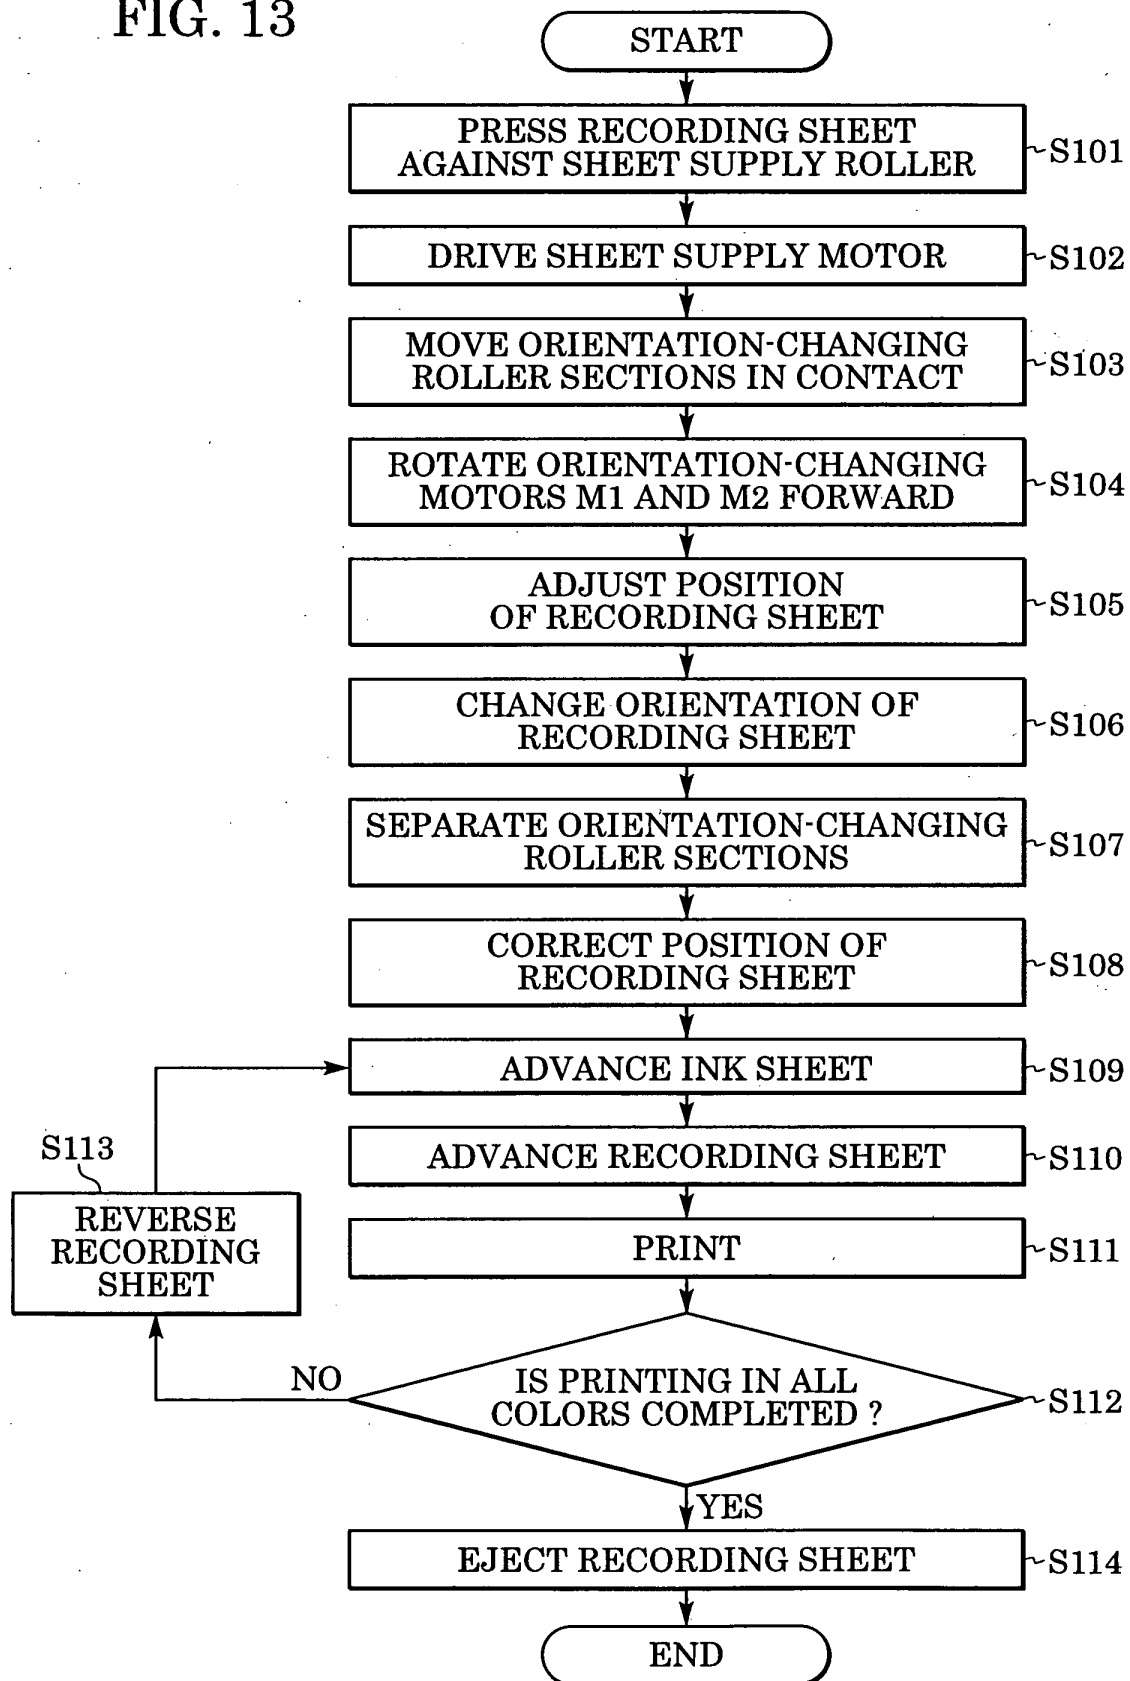 FIG. 13
START
PRESS RECORDING SHEET
AGAINST SHEET SUPPLY ROLLER
S101
DRIVE SHEET SUPPLY MOTOR
S102
MOVE ORIENTATION-CHANGING
ROLLER SECTIONS IN CONTACT
S103
ROTATE ORIENTATION-CHANGING
MOTORS M1 AND M2 FORWARD
S104
ADJUST POSITION
OF RECORDING SHEET
S105
CHANGE ORIENTATION OF
RECORDING SHEET
S106
SEPARATE ORIENTATION-CHANGING
ROLLER SECTIONS
S107
CORRECT POSITION OF
RECORDING SHEET
S108
ADVANCE INK SHEET
S109
ADVANCE RECORDING SHEET
S110
S113
REVERSE
RECORDING
SHEET
PRINT
S111
NO
IS PRINTING IN ALL
COLORS COMPLETED ?
S112
YES
EJECT RECORDING SHEET
S114
END